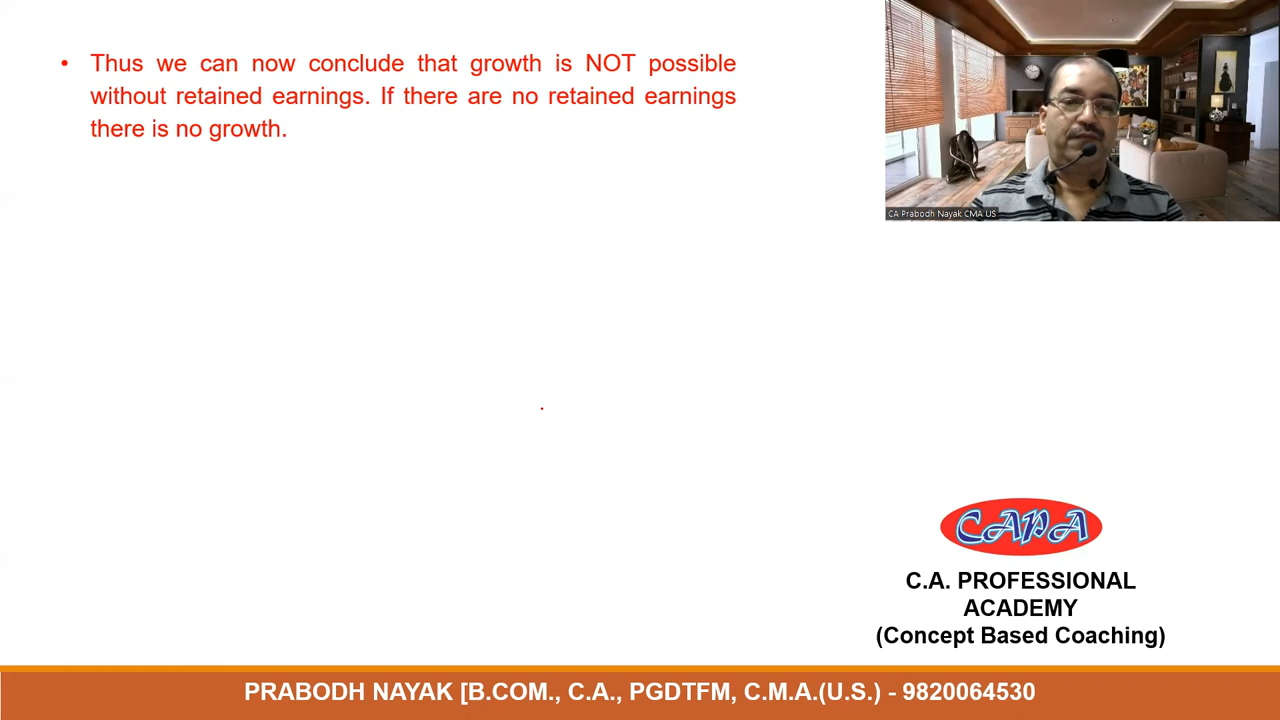 • Thus we can now conclude that growth is NOT possible
without retained earnings. If there are no retained earnings
there is no growth.
CA Prabodh Nayak CMA US
CAPA
C.A. PROFESSIONAL
ACADEMY
(Concept Based Coaching)
PRABODH NAYAK [B.COM., C.A., PGDTFM, C.M.A.(U.S.) - 9820064530